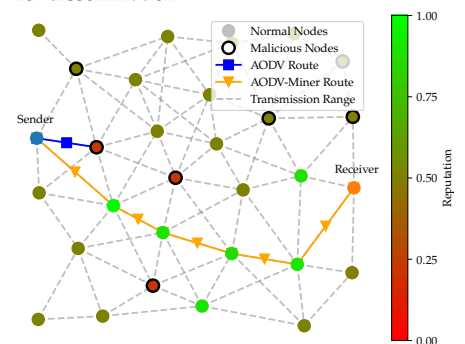 Normal Nodes
Malicious Nodes
AODV Route
AODV-Miner Route
Transmission Range
Sender
Receiver
1.00
0.75
0.50
0.25
0.00
Reputation